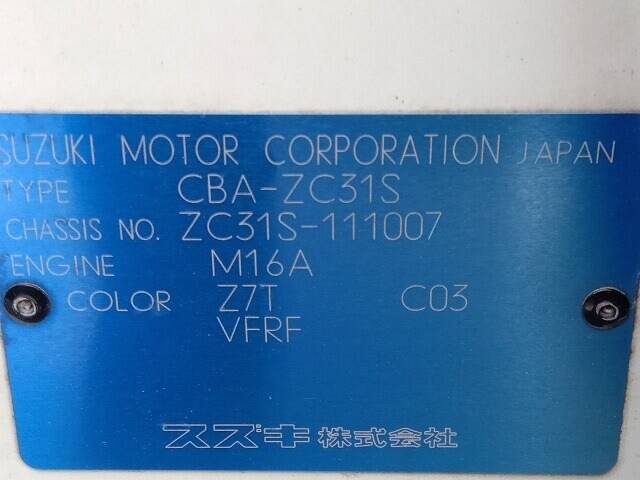 SUZUKI MOTOR CORPORATION JAPAN
TYPE CBA-ZC31S
CHASSIS NO. ZC31S-111007
ENGINE M16A
COLOR Z7T C03
VFRF
スズキ株式会社